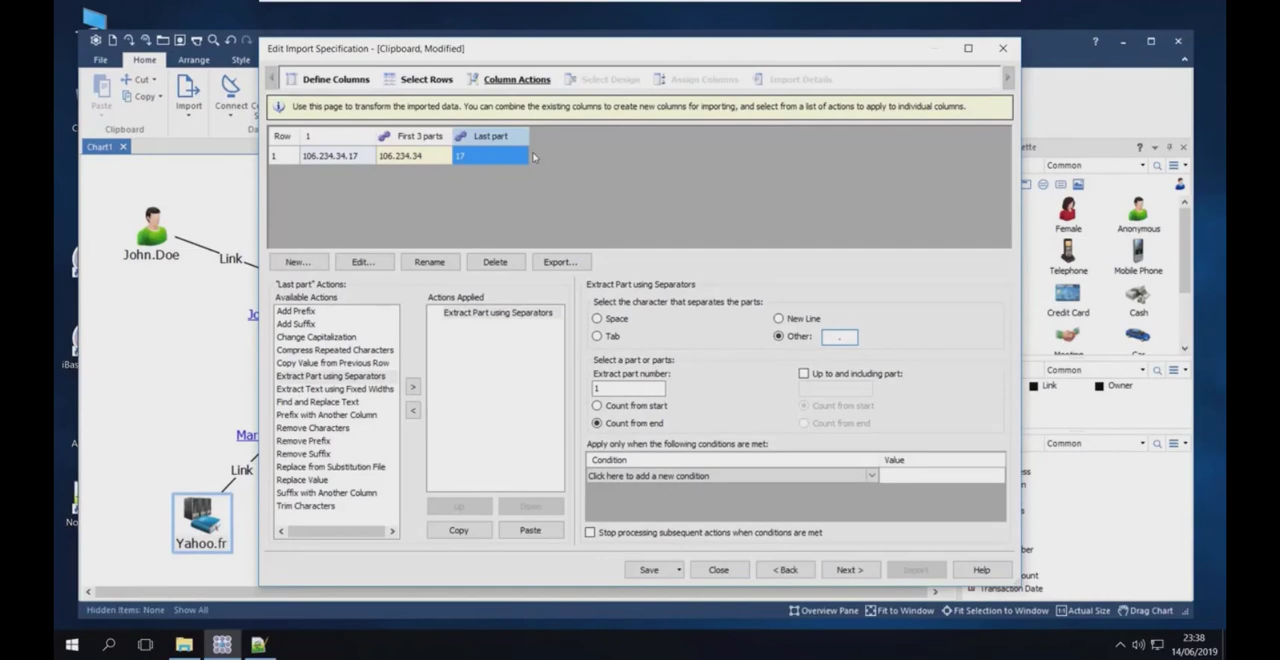 Edit Import Specification - [Clipboard, Modified]
File Home Arrange Style
Define Columns Select Rows Column Actions Select Design Assign Columns Import Details
Use this page to transform the imported data. You can combine the existing columns to create new columns for importing, and select from a list of actions to apply to individual columns.
Paste Cut Copy Import Connect
Clipboard
Chart1
Row 1 First 3 parts Last part
1 106.234.34.17 106.234.34 17
New... Edit... Rename Delete Export...
"Last part" Actions:
Available Actions
Add Prefix
Add Suffix
Change Capitalization
Compress Repeated Characters
Copy Value from Previous Row
Extract Part using Separators
Extract Text using Fixed Widths
Find and Replace Text
Prefix with Another Column
Remove Characters
Remove Prefix
Remove Suffix
Replace from Substitution File
Replace Value
Suffix with Another Column
Trim Characters
>
<
Actions Applied
Extract Part using Separators
Up Down
Copy Paste
Extract Part using Separators
Select the character that separates the parts:
Space New Line
Tab Other: .
Select a part or parts:
Extract part number: Up to and including part:
1
Count from start Count from start
Count from end Count from end
Apply only when the following conditions are met:
Condition Value
Click here to add a new condition
Stop processing subsequent actions when conditions are met
Save Close < Back Next > Import Help
John.Doe
Link
Link
Yahoo.fr
Common
Female Anonymous
Telephone Mobile Phone
Credit Card Cash
Common
Link Owner
Common
Transaction Date
Hidden Items: None Show All
Overview Pane Fit to Window Fit Selection to Window Actual Size Drag Chart
23:38
14/06/2019